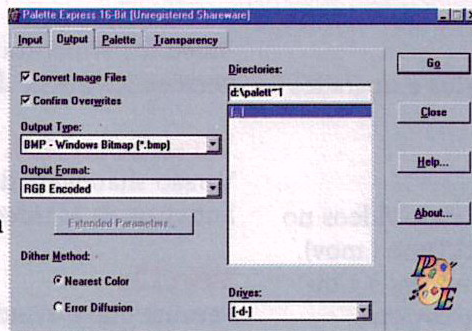 Palette Express 16-Bit [Unregistered Shareware]
Input Output Palette Transparency
Convert Image Files
Confirm Overwrites
Output Type:
BMP - Windows Bitmap (*.bmp)
Output Format:
RGB Encoded
Extended Parameters...
Dither Method:
Nearest Color
Error Diffusion
Directories:
d:\palett~1
[..]
Drives:
[-d-]
Go
Close
Help...
About...
P
E